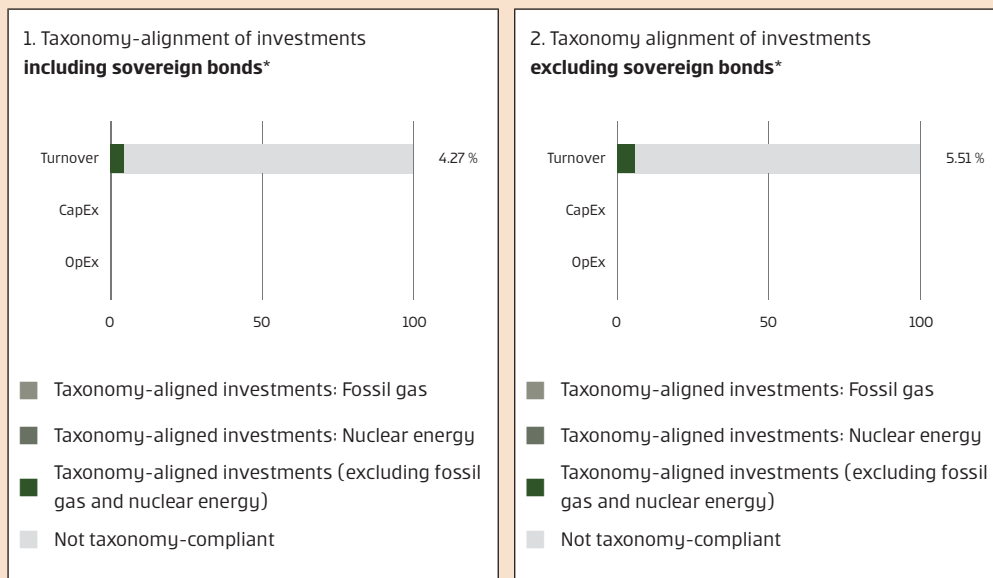 1. Taxonomy-alignment of investments
including sovereign bonds*
Turnover
4.27 %
CapEx
OpEx
0
50
100
Taxonomy-aligned investments: Fossil gas
Taxonomy-aligned investments: Nuclear energy
Taxonomy-aligned investments (excluding fossil
gas and nuclear energy)
Not taxonomy-compliant
2. Taxonomy alignment of investments
excluding sovereign bonds*
Turnover
5.51 %
CapEx
OpEx
0
50
100
Taxonomy-aligned investments: Fossil gas
Taxonomy-aligned investments: Nuclear energy
Taxonomy-aligned investments (excluding fossil
gas and nuclear energy)
Not taxonomy-compliant